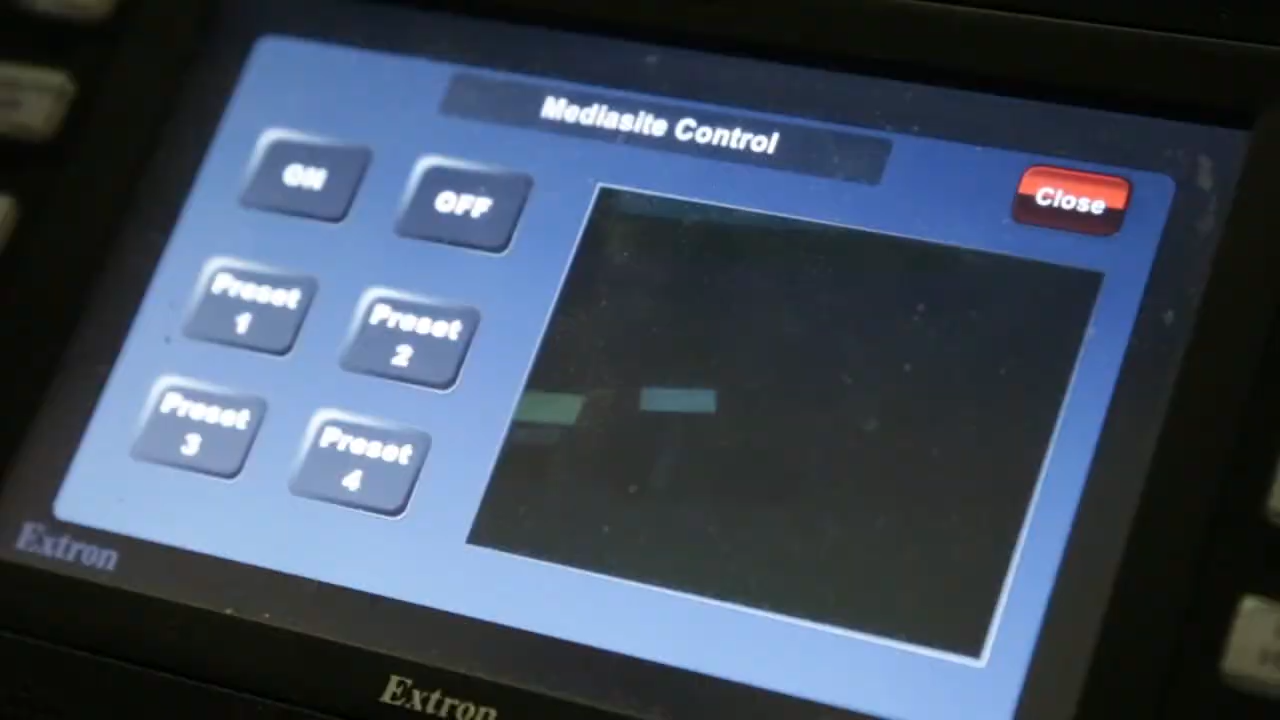 Mediasite Control
Close
ON
OFF
Preset
1
Preset
2
Preset
3
Preset
4
Extron
Extron